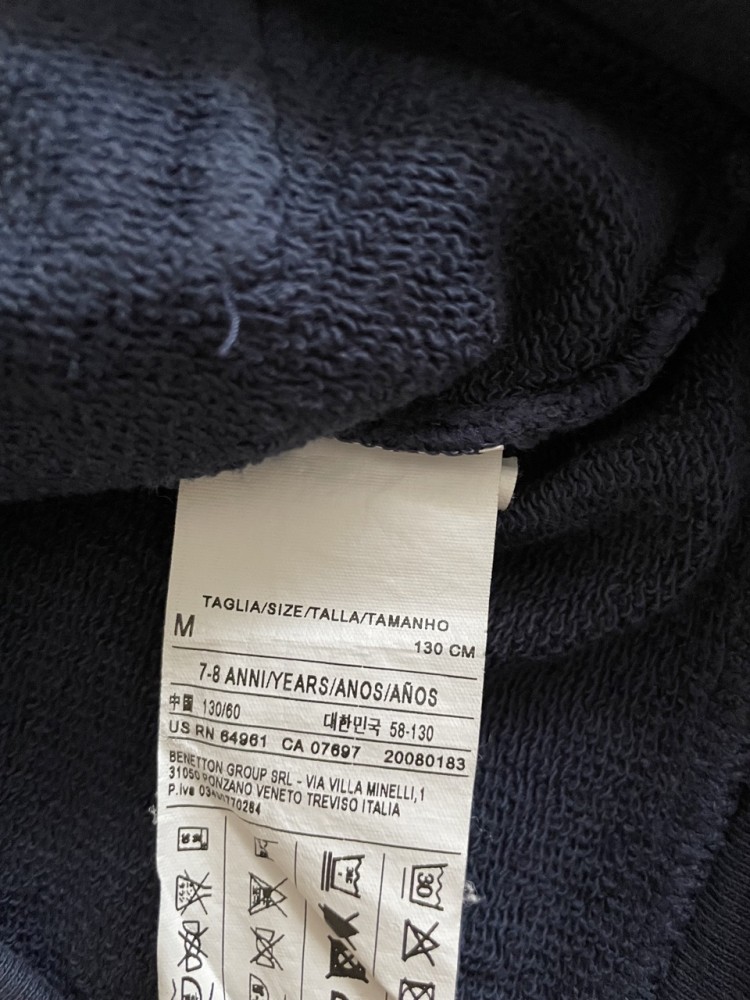 TAGLIA/SIZE/TALLA/TAMANHO
M
130 CM
7-8 ANNI/YEARS/ANOS/AÑOS
中国 130/60 대한민국 58-130
US RN 64961 CA 07697 20080183
BENETTON GROUP SRL - VIA VILLA MINELLI,1
31050 PONZANO VENETO TREVISO ITALIA
P.iva
30